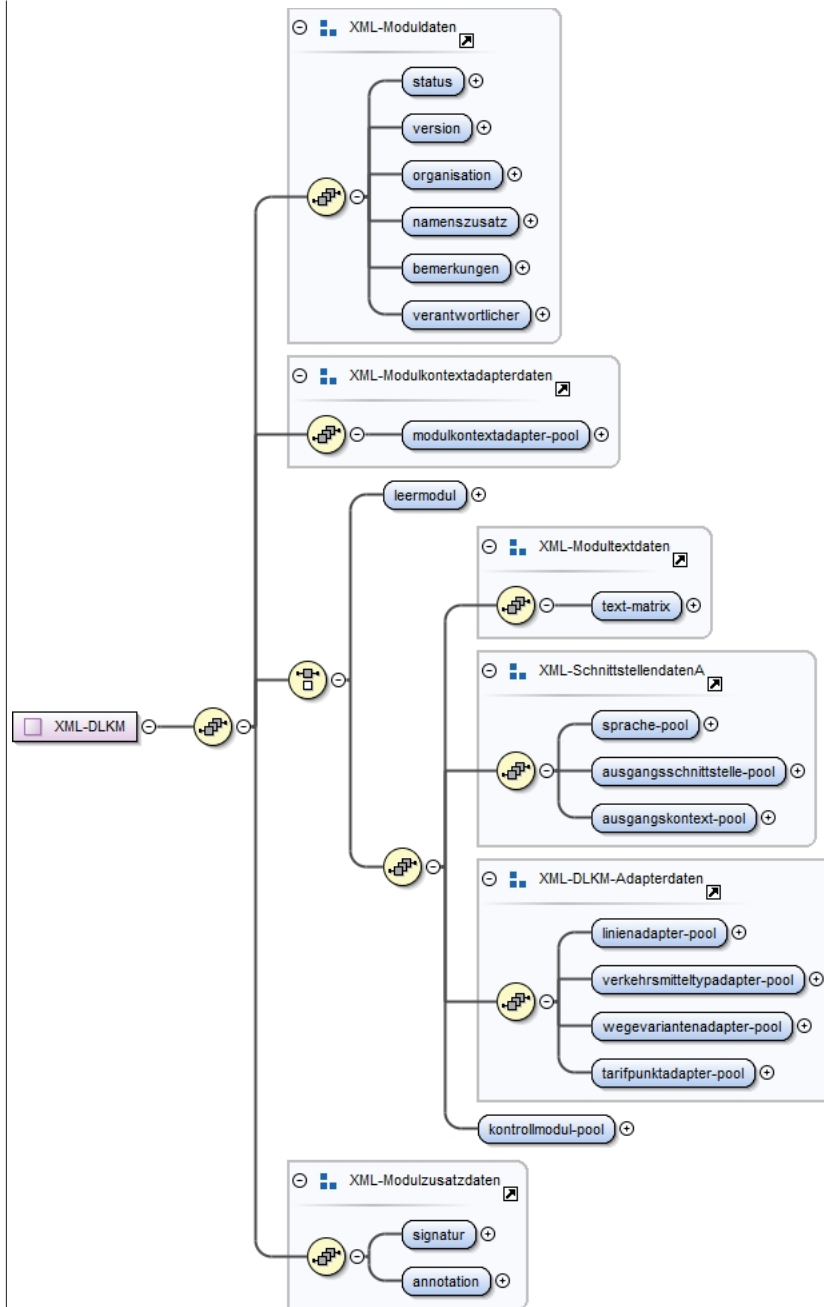 XML-Moduldaten
status
version
organisation
namenszusatz
bemerkungen
verantwortlicher
XML-Modulkontextadapterdaten
modulkontextadapter-pool
leermodul
XML-Modultextdaten
text-matrix
XML-SchnittstellendatenA
sprache-pool
XML-DLKM
ausgangsschnittstelle-pool
ausgangskontext-pool
XML-DLKM-Adapterdaten
linienadapter-pool
verkehrsmitteltypadapter-pool
wegevariantenadapter-pool
tarifpunktadapter-pool
kontrollmodul-pool
XML-Modulzusatzdaten
signatur
annotation